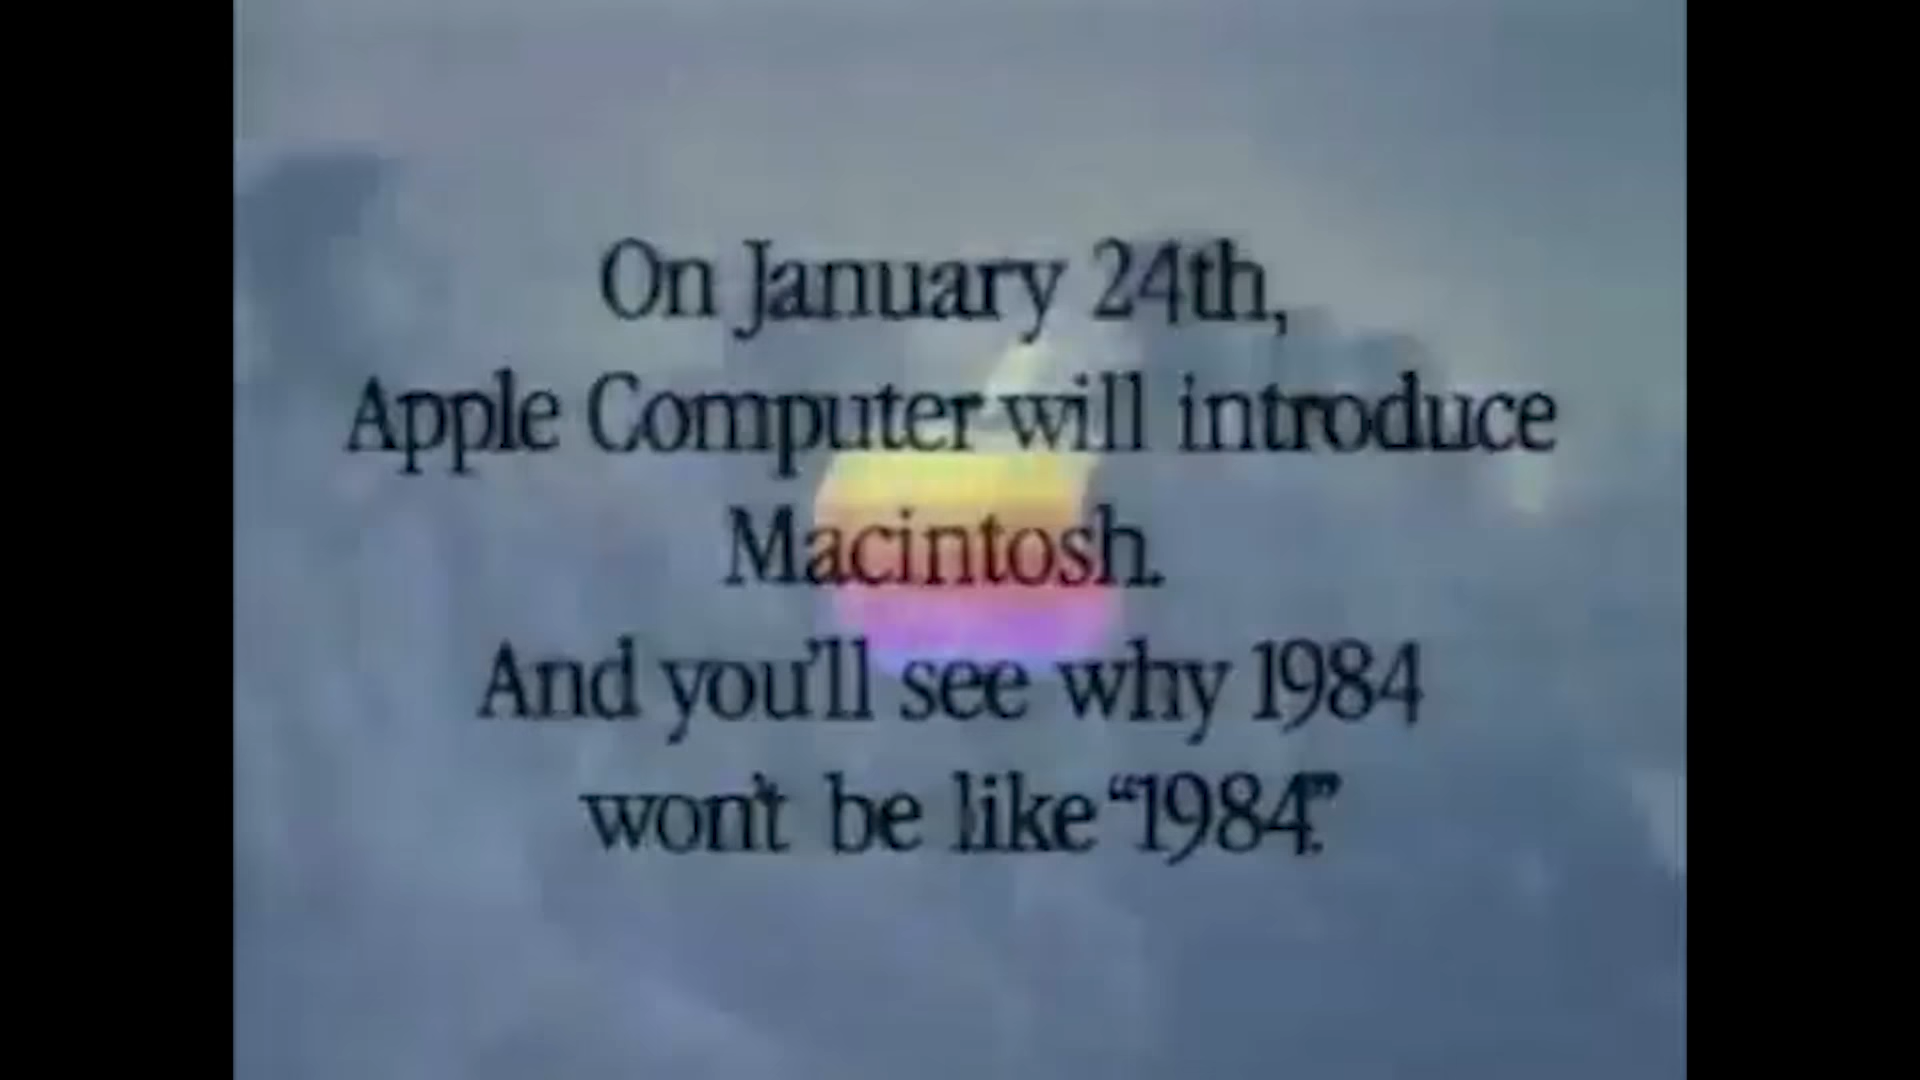 On January 24th,
Apple Computer will introduce
Macintosh.
And you'll see why 1984
won't be like “1984.”